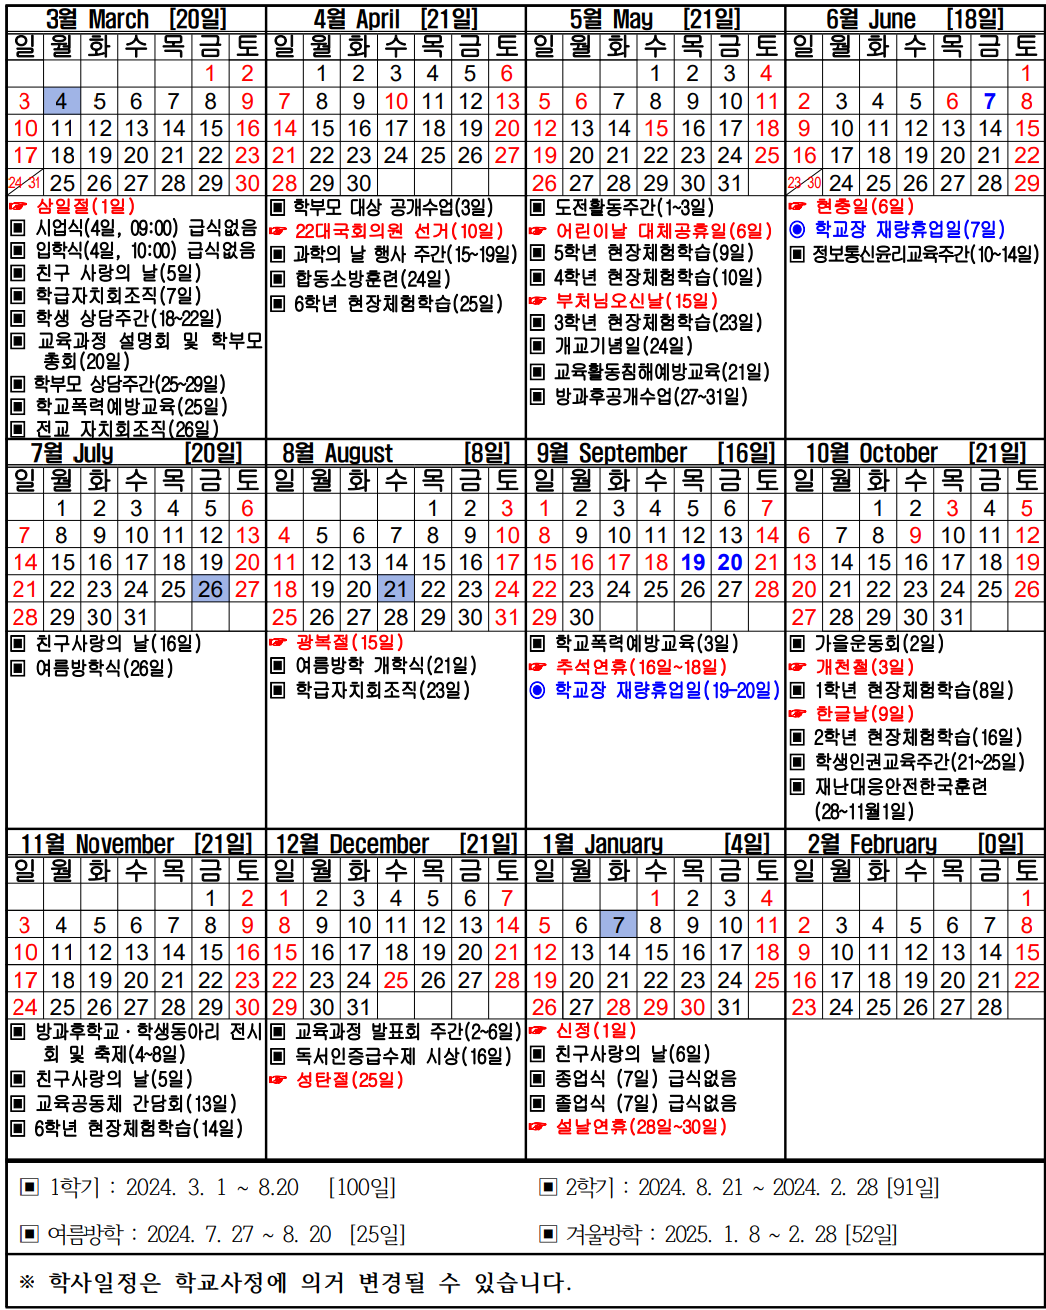 3월 March [20일]
일 월 화 수 목 금 토
1 2
3 4 5 6 7 8 9
10 11 12 13 14 15 16
17 18 19 20 21 22 23
24/31 25 26 27 28 29 30
☞ 삼일절(1일)
▣ 시업식(4일, 09:00) 급식없음
▣ 입학식(4일, 10:00) 급식없음
▣ 친구 사랑의 날(5일)
▣ 학급자치회조직(7일)
▣ 학생 상담주간(18~22일)
▣ 교육과정 설명회 및 학부모
총회(20일)
▣ 학부모 상담주간(25~29일)
▣ 학교폭력예방교육(25일)
▣ 전교 자치회조직(26일)
4월 April [21일]
일 월 화 수 목 금 토
1 2 3 4 5 6
7 8 9 10 11 12 13
14 15 16 17 18 19 20
21 22 23 24 25 26 27
28 29 30
▣ 학부모 대상 공개수업(3일)
☞ 22대국회의원 선거(10일)
▣ 과학의 날 행사 주간(15~19일)
▣ 합동소방훈련(24일)
▣ 6학년 현장체험학습(25일)
5월 May [21일]
일 월 화 수 목 금 토
1 2 3 4
5 6 7 8 9 10 11
12 13 14 15 16 17 18
19 20 21 22 23 24 25
26 27 28 29 30 31
▣ 도전활동주간(1~3일)
☞ 어린이날 대체공휴일(6일)
▣ 5학년 현장체험학습(9일)
▣ 4학년 현장체험학습(10일)
☞ 부처님오신날(15일)
▣ 3학년 현장체험학습(23일)
▣ 개교기념일(24일)
▣ 교육활동침해예방교육(21일)
▣ 방과후공개수업(27~31일)
6월 June [18일]
일 월 화 수 목 금 토
1
2 3 4 5 6 7 8
9 10 11 12 13 14 15
16 17 18 19 20 21 22
23/30 24 25 26 27 28 29
☞ 현충일(6일)
◉ 학교장 재량휴업일(7일)
▣ 정보통신윤리교육주간(10~14일)
7월 July [20일]
일 월 화 수 목 금 토
1 2 3 4 5 6
7 8 9 10 11 12 13
14 15 16 17 18 19 20
21 22 23 24 25 26 27
28 29 30 31
▣ 친구사랑의 날(16일)
▣ 여름방학식(26일)
8월 August [8일]
일 월 화 수 목 금 토
1 2 3
4 5 6 7 8 9 10
11 12 13 14 15 16 17
18 19 20 21 22 23 24
25 26 27 28 29 30 31
☞ 광복절(15일)
▣ 여름방학 개학식(21일)
▣ 학급자치회조직(23일)
9월 September [16일]
일 월 화 수 목 금 토
1 2 3 4 5 6 7
8 9 10 11 12 13 14
15 16 17 18 19 20 21
22 23 24 25 26 27 28
29 30
▣ 학교폭력예방교육(3일)
☞ 추석연휴(16일~18일)
◉ 학교장 재량휴업일(19-20일)
10월 October [21일]
일 월 화 수 목 금 토
1 2 3 4 5
6 7 8 9 10 11 12
13 14 15 16 17 18 19
20 21 22 23 24 25 26
27 28 29 30 31
▣ 가을운동회(2일)
☞ 개천철(3일)
▣ 1학년 현장체험학습(8일)
☞ 한글날(9일)
▣ 2학년 현장체험학습(16일)
▣ 학생인권교육주간(21~25일)
▣ 재난대응안전한국훈련
(28~11월1일)
11월 November [21일]
일 월 화 수 목 금 토
1 2
3 4 5 6 7 8 9
10 11 12 13 14 15 16
17 18 19 20 21 22 23
24 25 26 27 28 29 30
▣ 방과후학교·학생동아리 전시
회 및 축제(4~8일)
▣ 친구사랑의 날(5일)
▣ 교육공동체 간담회(13일)
▣ 6학년 현장체험학습(14일)
12월 December [21일]
일 월 화 수 목 금 토
1 2 3 4 5 6 7
8 9 10 11 12 13 14
15 16 17 18 19 20 21
22 23 24 25 26 27 28
29 30 31
▣ 교육과정 발표회 주간(2~6일)
▣ 독서인증급수제 시상(16일)
☞ 성탄절(25일)
1월 January [4일]
일 월 화 수 목 금 토
1 2 3 4
5 6 7 8 9 10 11
12 13 14 15 16 17 18
19 20 21 22 23 24 25
26 27 28 29 30 31
☞ 신정(1일)
▣ 친구사랑의 날(6일)
▣ 종업식 (7일) 급식없음
▣ 졸업식 (7일) 급식없음
☞ 설날연휴(28일~30일)
2월 February [0일]
일 월 화 수 목 금 토
1
2 3 4 5 6 7 8
9 10 11 12 13 14 15
16 17 18 19 20 21 22
23 24 25 26 27 28
▣ 1학기 : 2024. 3. 1 ~ 8.20 [100일]
▣ 2학기 : 2024. 8. 21 ~ 2024. 2. 28 [91일]
▣ 여름방학 : 2024. 7. 27 ~ 8. 20 [25일]
▣ 겨울방학 : 2025. 1. 8 ~ 2. 28 [52일]
※ 학사일정은 학교사정에 의거 변경될 수 있습니다.